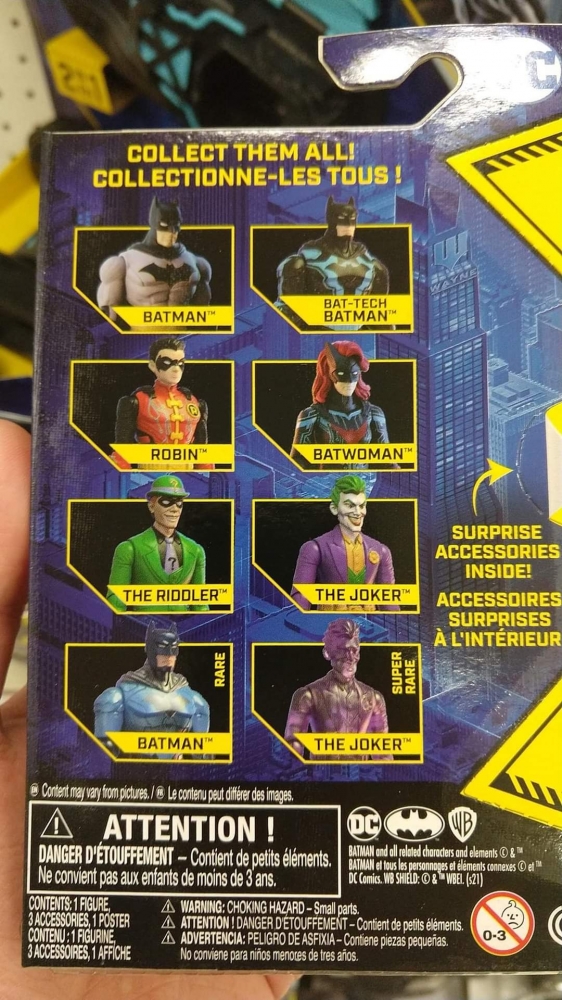 COLLECT THEM ALL!
COLLECTIONNE-LES TOUS !
BATMAN™
BAT-TECH
BATMAN™
ROBIN™
BATWOMAN™
THE RIDDLER™
THE JOKER™
RARE
BATMAN™
SUPER
RARE
THE JOKER™
SURPRISE
ACCESSORIES
INSIDE!
ACCESSOIRES
SURPRISES
À L'INTÉRIEUR
EN Content may vary from pictures. / FR Le contenu peut différer des images.
ATTENTION !
DANGER D'ÉTOUFFEMENT – Contient de petits éléments.
Ne convient pas aux enfants de moins de 3 ans.
DC WB
BATMAN and all related characters and elements © & ™
BATMAN et tous les personnages et éléments connexes © et ™
DC Comics. WB SHIELD: © & ™ WBEI. (s21)
CONTENTS: 1 FIGURE,
3 ACCESSORIES, 1 POSTER
CONTENU : 1 FIGURINE,
3 ACCESSOIRES, 1 AFFICHE
WARNING: CHOKING HAZARD – Small parts.
ATTENTION ! DANGER D'ÉTOUFFEMENT – Contient de petits éléments.
ADVERTENCIA: PELIGRO DE ASFIXIA – Contiene piezas pequeñas.
No conviene para niños menores de tres años.
0-3